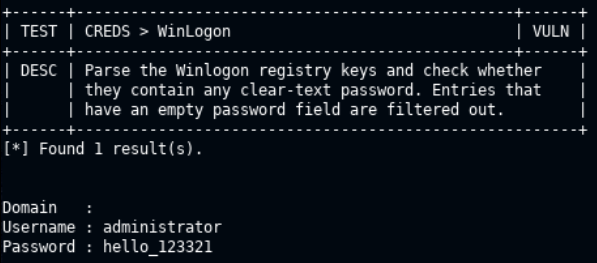 +------+------------------------------------------------+------+
| TEST | CREDS > WinLogon                               | VULN |
+------+------------------------------------------------+------+
| DESC | Parse the Winlogon registry keys and check whether    |
|      | they contain any clear-text password. Entries that    |
|      | have an empty password field are filtered out.        |
+------+-------------------------------------------------------+
[*] Found 1 result(s).
Domain   :
Username : administrator
Password : hello_123321